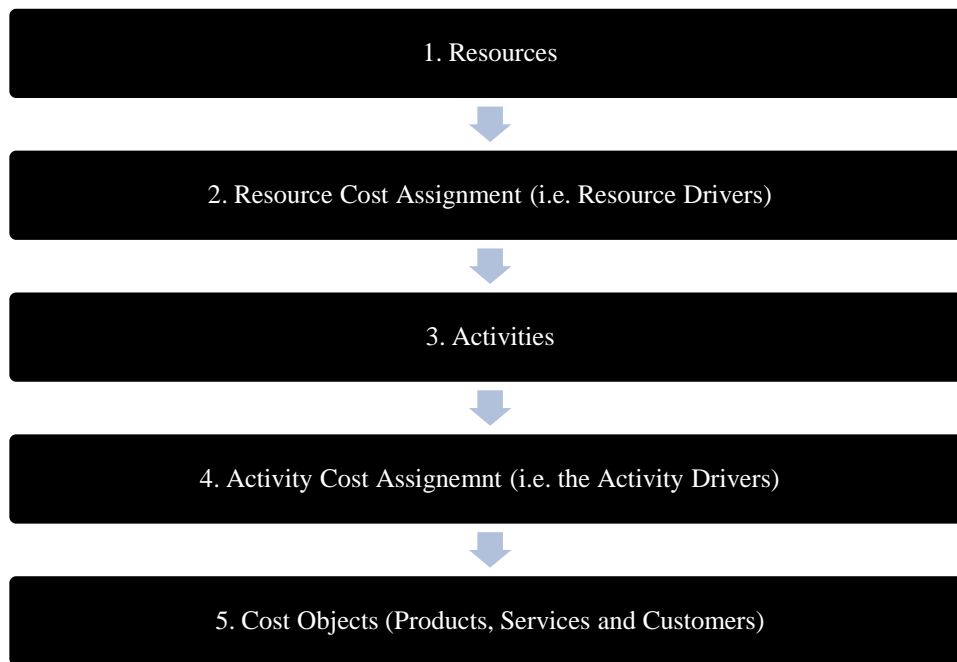 1. Resources
2. Resource Cost Assignment (i.e. Resource Drivers)
3. Activities
4. Activity Cost Assignemnt (i.e. the Activity Drivers)
5. Cost Objects (Products, Services and Customers)